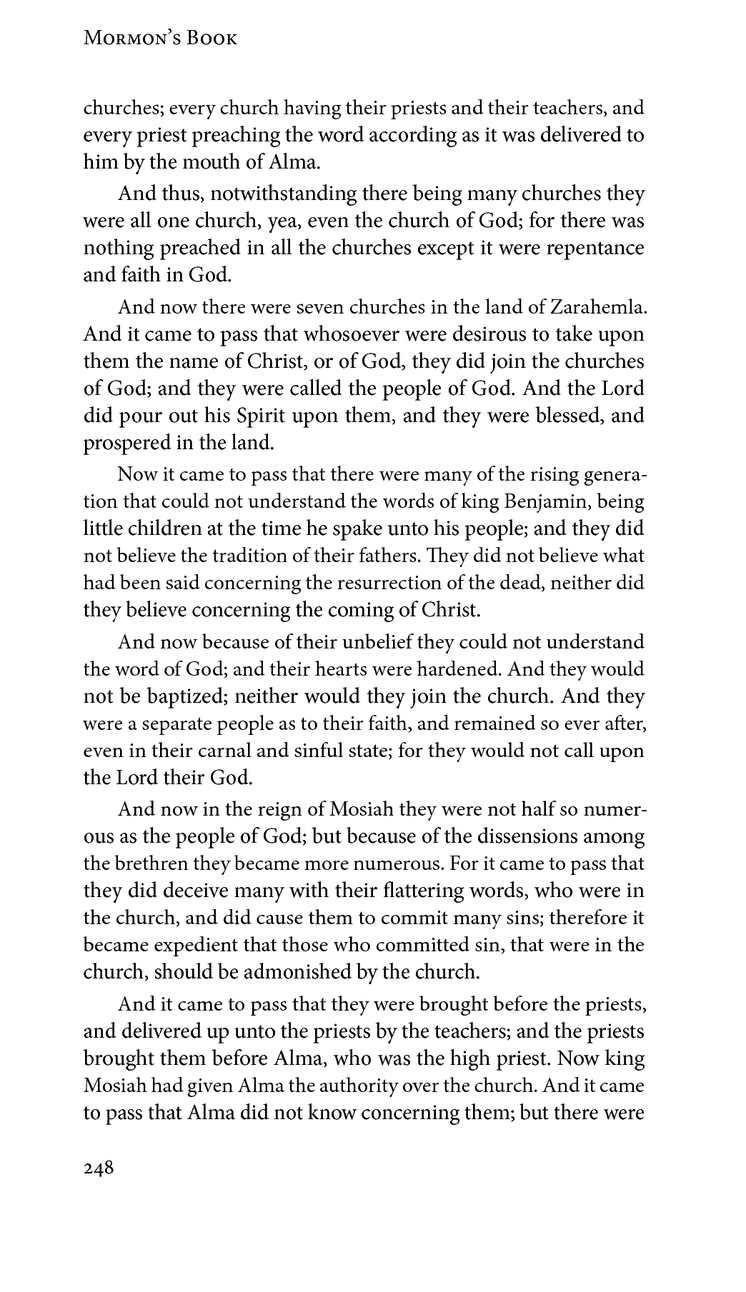 Mormon's Book
churches; every church having their priests and their teachers, and
every priest preaching the word according as it was delivered to
him by the mouth of Alma.
And thus, notwithstanding there being many churches they
were all one church, yea, even the church of God; for there was
nothing preached in all the churches except it were repentance
and faith in God.
And now there were seven churches in the land of Zarahemla.
And it came to pass that whosoever were desirous to take upon
them the name of Christ, or of God, they did join the churches
of God; and they were called the people of God. And the Lord
did pour out his Spirit upon them, and they were blessed, and
prospered in the land.
Now it came to pass that there were many of the rising genera-
tion that could not understand the words of king Benjamin, being
little children at the time he spake unto his people; and they did
not believe the tradition of their fathers. They did not believe what
had been said concerning the resurrection of the dead, neither did
they believe concerning the coming of Christ.
And now because of their unbelief they could not understand
the word of God; and their hearts were hardened. And they would
not be baptized; neither would they join the church. And they
were a separate people as to their faith, and remained so ever after,
even in their carnal and sinful state; for they would not call upon
the Lord their God.
And now in the reign of Mosiah they were not half so numer-
ous as the people of God; but because of the dissensions among
the brethren they became more numerous. For it came to pass that
they did deceive many with their flattering words, who were in
the church, and did cause them to commit many sins; therefore it
became expedient that those who committed sin, that were in the
church, should be admonished by the church.
And it came to pass that they were brought before the priests,
and delivered up unto the priests by the teachers; and the priests
brought them before Alma, who was the high priest. Now king
Mosiah had given Alma the authority over the church. And it came
to pass that Alma did not know concerning them; but there were
248